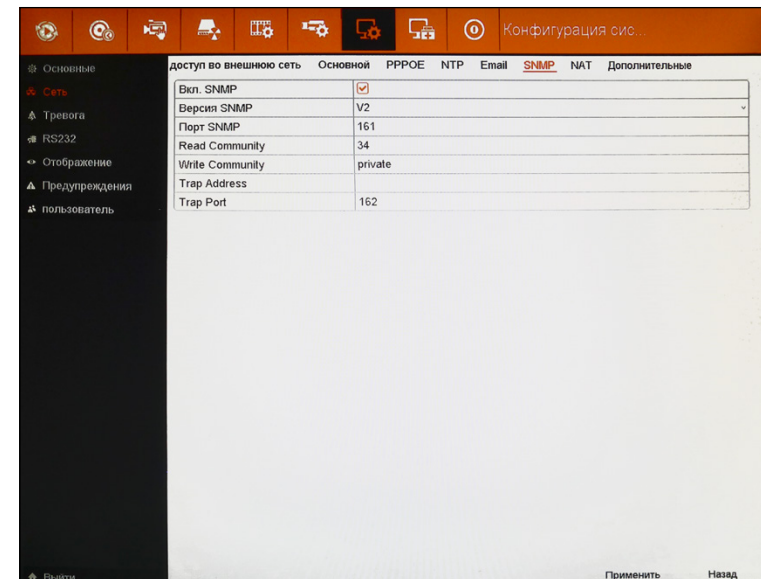 Конфигурация сис...
Основные
Сеть
Тревога
RS232
Отображение
Предупреждения
пользователь
Выйти
доступ во внешнюю сеть Основной PPPOE NTP Email SNMP NAT Дополнительные
Вкл. SNMP
Версия SNMP V2
Порт SNMP 161
Read Community 34
Write Community private
Trap Address
Trap Port 162
Применить Назад